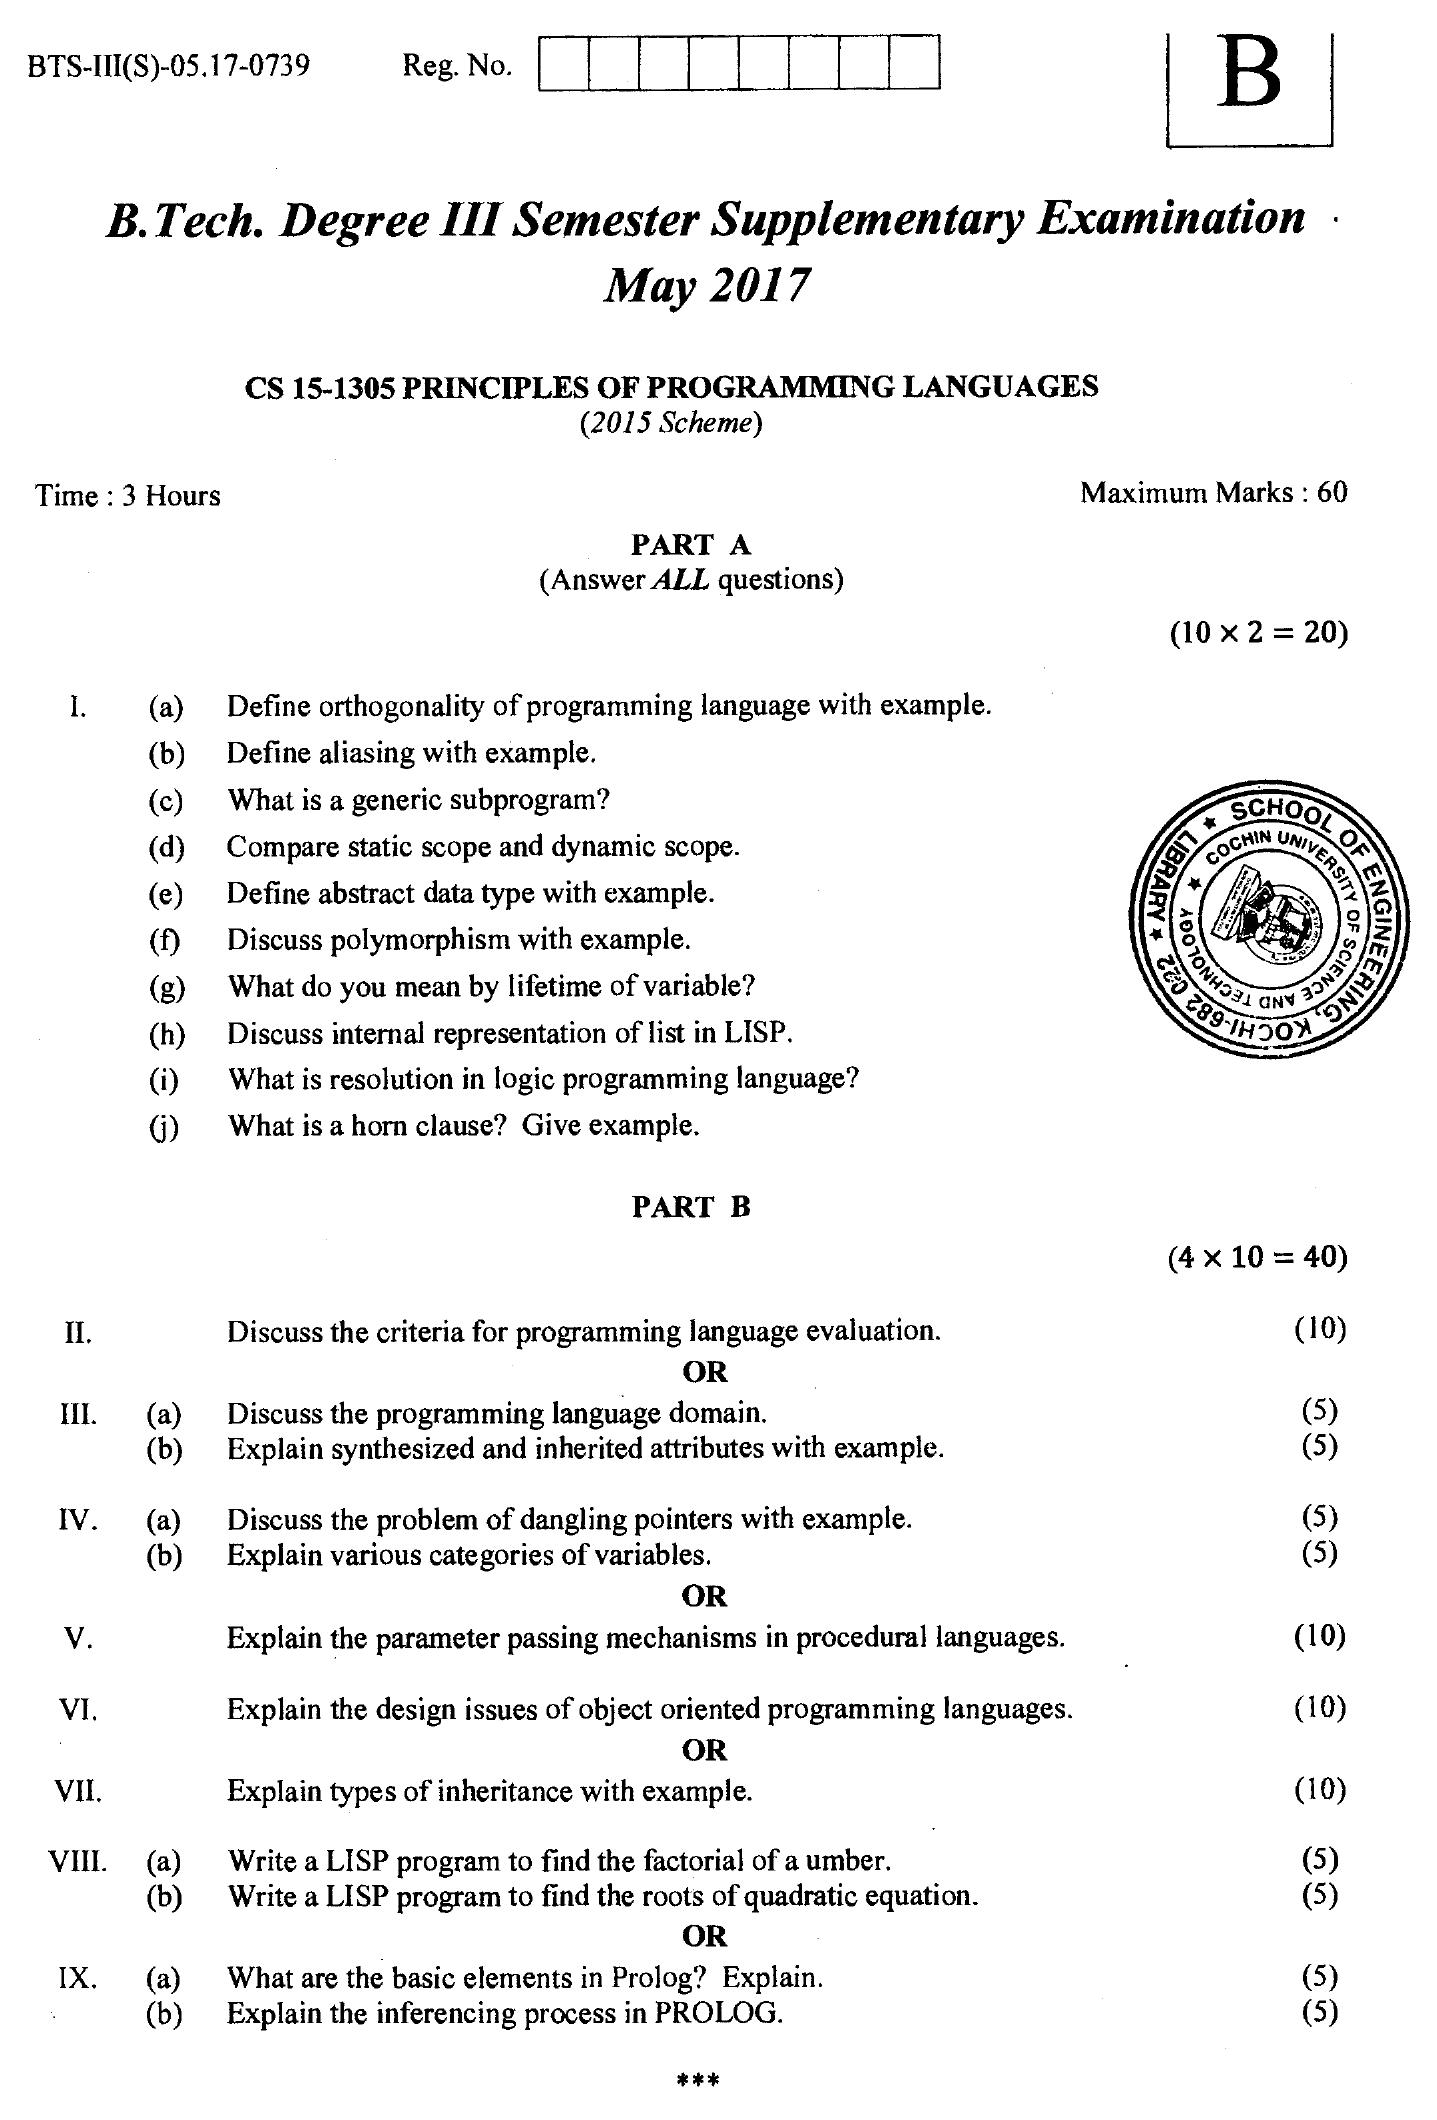 BTS-III(S)-05.17-0739 Reg. No. B
B.Tech. Degree III Semester Supplementary Examination
May 2017
CS 15-1305 PRINCIPLES OF PROGRAMMING LANGUAGES
(2015 Scheme)
Time : 3 Hours Maximum Marks : 60
PART A
(Answer ALL questions)
(10 × 2 = 20)
I. (a) Define orthogonality of programming language with example.
(b) Define aliasing with example.
(c) What is a generic subprogram?
(d) Compare static scope and dynamic scope.
(e) Define abstract data type with example.
(f) Discuss polymorphism with example.
(g) What do you mean by lifetime of variable?
(h) Discuss internal representation of list in LISP.
(i) What is resolution in logic programming language?
(j) What is a horn clause? Give example.
SCHOOL OF ENGINEERING, KOCHI-682 022 ★ LIBRARY ★
COCHIN UNIVERSITY OF SCIENCE AND TECHNOLOGY ★
PART B
(4 × 10 = 40)
II. Discuss the criteria for programming language evaluation. (10)
OR
III. (a) Discuss the programming language domain. (5)
(b) Explain synthesized and inherited attributes with example. (5)
IV. (a) Discuss the problem of dangling pointers with example. (5)
(b) Explain various categories of variables. (5)
OR
V. Explain the parameter passing mechanisms in procedural languages. (10)
VI. Explain the design issues of object oriented programming languages. (10)
OR
VII. Explain types of inheritance with example. (10)
VIII. (a) Write a LISP program to find the factorial of a umber. (5)
(b) Write a LISP program to find the roots of quadratic equation. (5)
OR
IX. (a) What are the basic elements in Prolog? Explain. (5)
(b) Explain the inferencing process in PROLOG. (5)
***